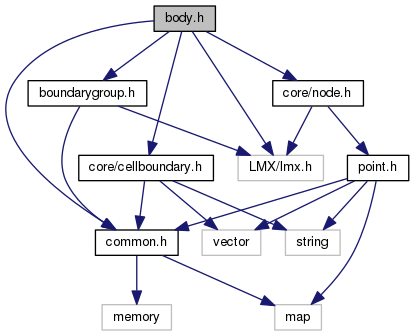 body.h
boundarygroup.h
core/node.h
core/cellboundary.h
LMX/lmx.h
point.h
common.h
vector
string
memory
map